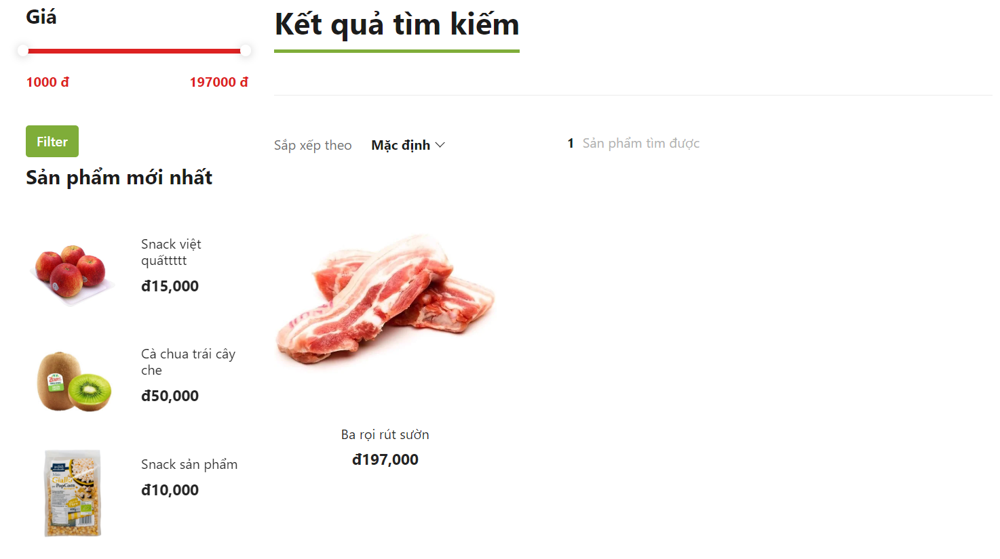 Giá
1000 đ
197000 đ
Filter
Sản phẩm mới nhất
Snack việt
quấttttt
đ15,000
Cà chua trái cây
che
đ50,000
Snack sản phẩm
đ10,000
Kết quả tìm kiếm
Sắp xếp theo Mặc định
1 Sản phẩm tìm được
Ba rọi rút sườn
đ197,000
Giallo
PopCorn